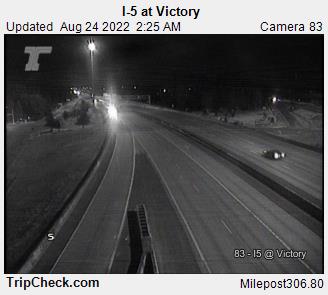 I-5 at Victory
Updated Aug 24 2022 2:25 AM Camera 83
T
S
83 - I5 @ Victory
TripCheck.com Milepost306.80